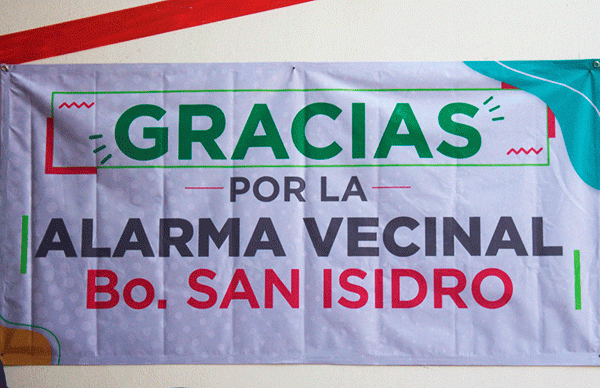 GRACIAS
POR LA
ALARMA VECINAL
Bo. SAN ISIDRO